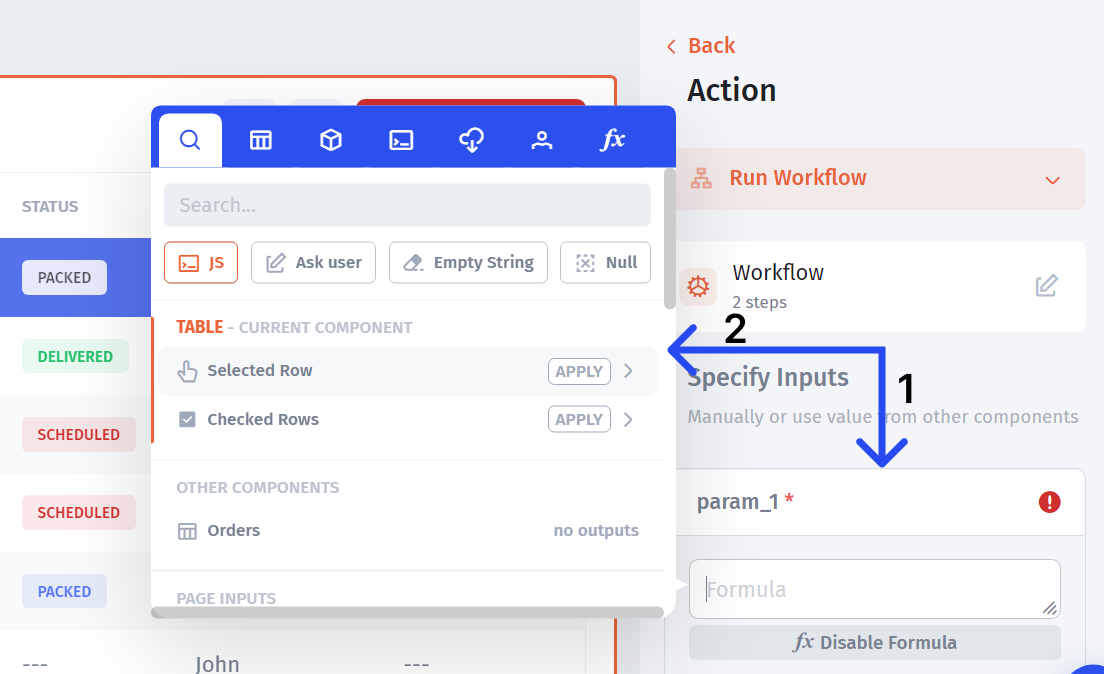 Back
Action
Run Workflow
Workflow
2 steps
2
1
Specify Inputs
Manually or use value from other components
param_1 *
Formula
fx Disable Formula
fx
Search...
JS
Ask user
Empty String
Null
TABLE - CURRENT COMPONENT
Selected Row
APPLY
Checked Rows
APPLY
OTHER COMPONENTS
Orders
no outputs
PAGE INPUTS
STATUS
PACKED
DELIVERED
SCHEDULED
SCHEDULED
PACKED
--- John ---